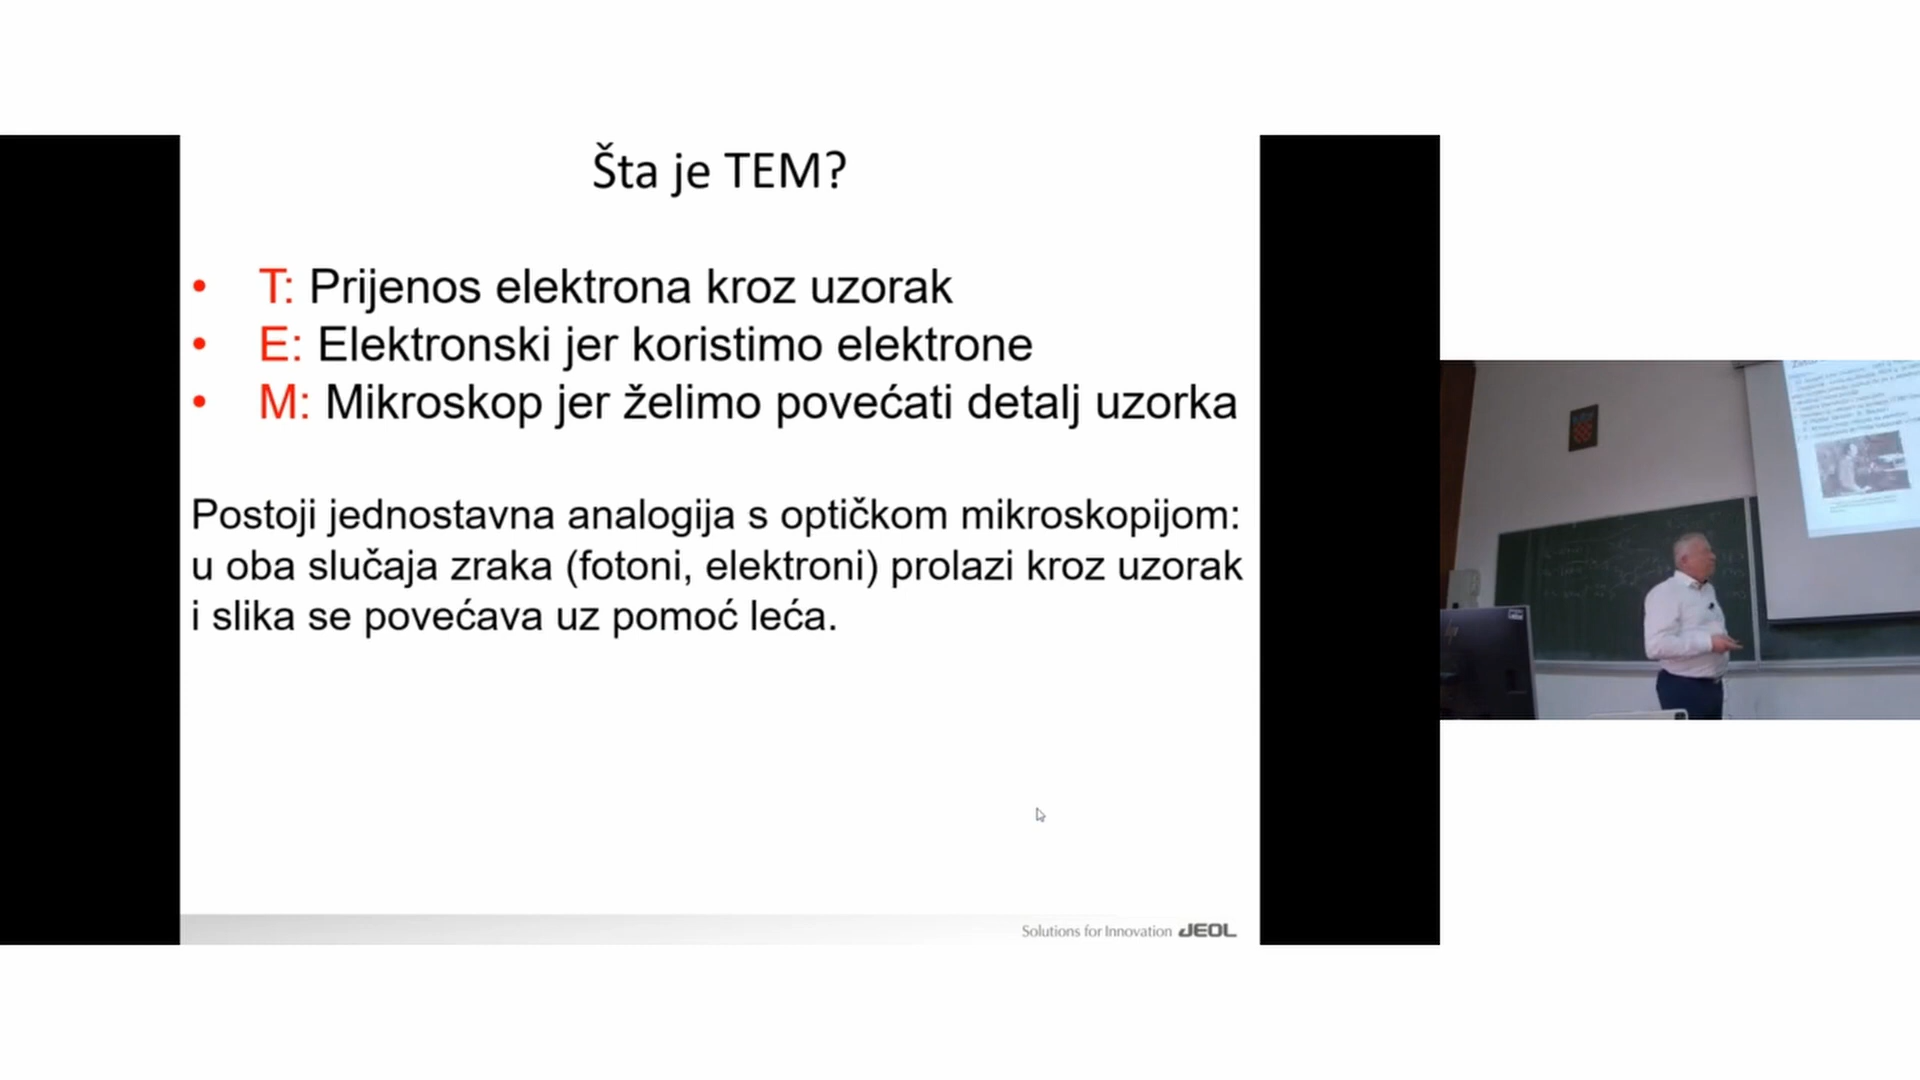 Šta je TEM?
• T: Prijenos elektrona kroz uzorak
• E: Elektronski jer koristimo elektrone
• M: Mikroskop jer želimo povećati detalj uzorka
Postoji jednostavna analogija s optičkom mikroskopijom:
u oba slučaja zraka (fotoni, elektroni) prolazi kroz uzorak
i slika se povećava uz pomoć leća.
Solutions for Innovation JEOL